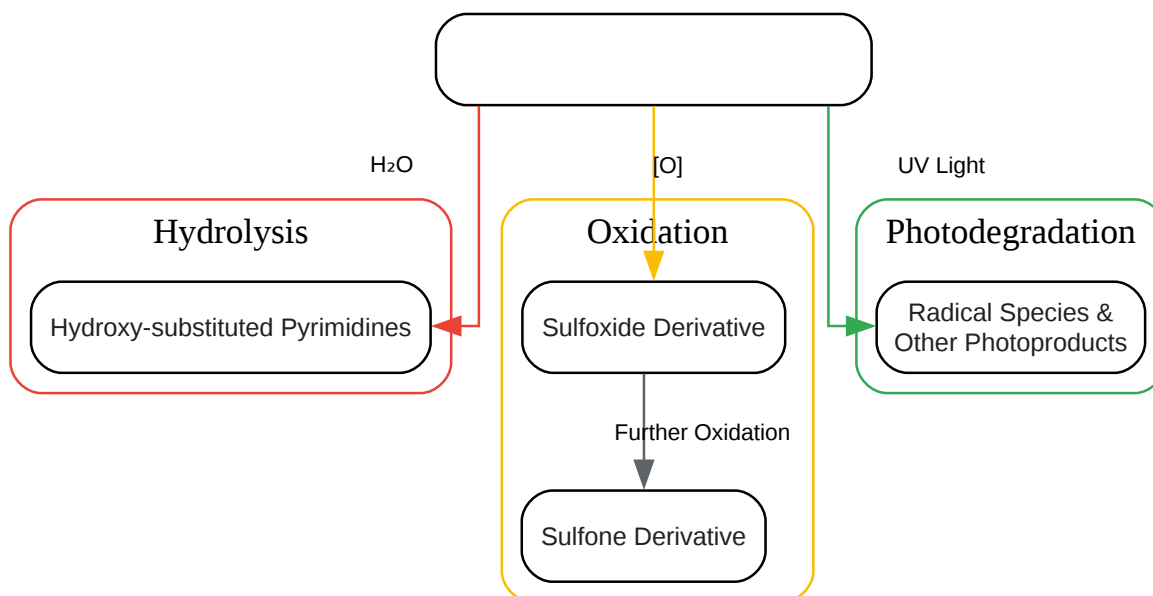 H₂O
[O]
UV Light
Hydrolysis
Oxidation
Photodegradation
Hydroxy-substituted Pyrimidines
Sulfoxide Derivative
Radical Species &
Other Photoproducts
Further Oxidation
Sulfone Derivative